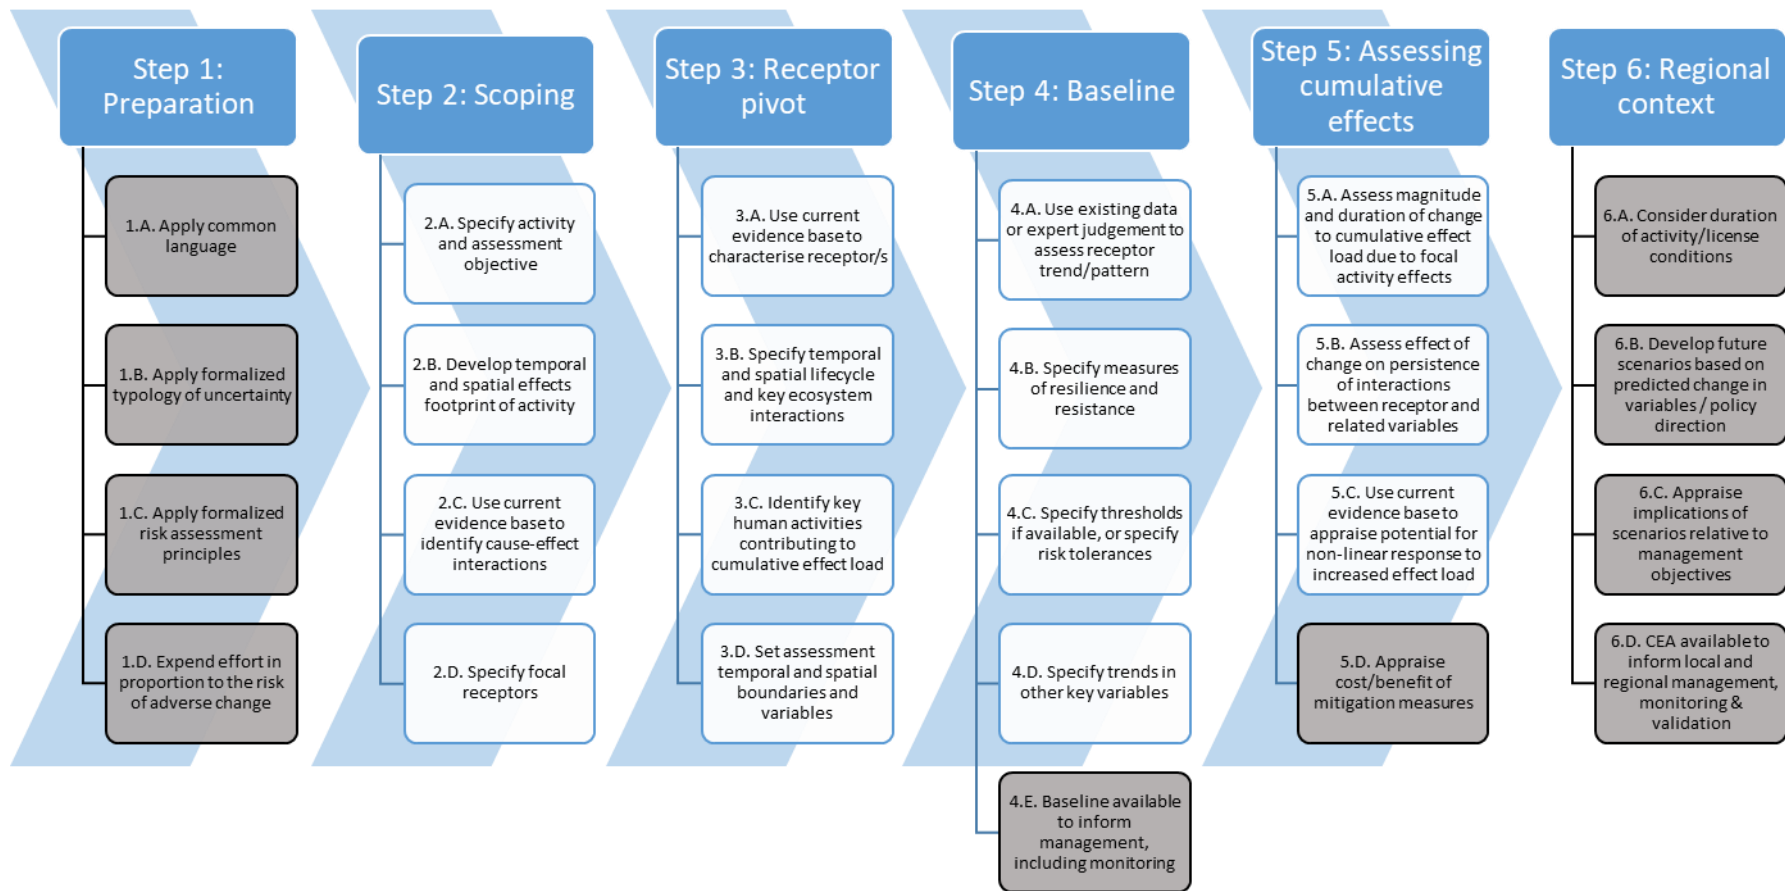 Step 1:
Preparation
1.A. Apply common
language
1.B. Apply formalized
typology of uncertainty
1.C. Apply formalized
risk assessment
principles
1.D. Expend effort in
proportion to the risk
of adverse change
Step 2: Scoping
2.A. Specify activity
and assessment
objective
2.B. Develop temporal
and spatial effects
footprint of activity
2.C. Use current
evidence base to
identify cause-effect
interactions
2.D. Specify focal
receptors
Step 3: Receptor
pivot
3.A. Use current
evidence base to
characterise receptor/s
3.B. Specify temporal
and spatial lifecycle
and key ecosystem
interactions
3.C. Identify key
human activities
contributing to
cumulative effect load
3.D. Set assessment
temporal and spatial
boundaries and
variables
Step 4: Baseline
4.A. Use existing data
or expert judgement to
assess receptor
trend/pattern
4.B. Specify measures
of resilience and
resistance
4.C. Specify thresholds
if available, or specify
risk tolerances
4.D. Specify trends in
other key variables
4.E. Baseline available
to inform
management,
including monitoring
Step 5: Assessing
cumulative
effects
5.A. Assess magnitude
and duration of change
to cumulative effect
load due to focal
activity effects
5.B. Assess effect of
change on persistence
of interactions
between receptor and
related variables
5.C. Use current
evidence base to
appraise potential for
non-linear response to
increased effect load
5.D. Appraise
cost/benefit of
mitigation measures
Step 6: Regional
context
6.A. Consider duration
of activity/license
conditions
6.B. Develop future
scenarios based on
predicted change in
variables / policy
direction
6.C. Appraise
implications of
scenarios relative to
management
objectives
6.D. CEA available to
inform local and
regional management,
monitoring &
validation